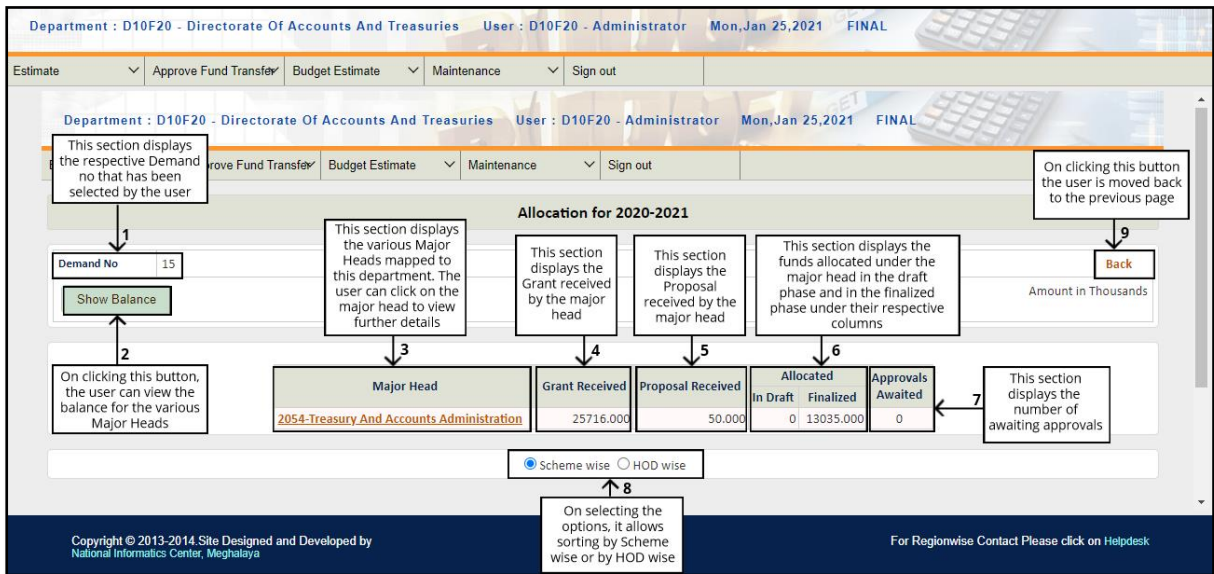 Department : D10F20 - Directorate Of Accounts And Treasuries User : D10F20 - Administrator Mon,Jan 25,2021 FINAL
Estimate Approve Fund Transfer Budget Estimate Maintenance Sign out
Department : D10F20 - Directorate Of Accounts And Treasuries User : D10F20 - Administrator Mon,Jan 25,2021 FINAL
This section displays
the respective Demand
no that has been
selected by the user
prove Fund Transfer Budget Estimate Maintenance Sign out
On clicking this button
the user is moved back
to the previous page
Allocation for 2020-2021
1
This section displays
the various Major
Heads mapped to
this department. The
user can click on the
major head to view
further details
This section
displays the
Grant received
by the major
head
This section
displays the
Proposal
received by the
major head
This section displays the
funds allocated under the
major head in the draft
phase and in the finalized
phase under their respective
columns
9
Demand No 15
Back
Show Balance
Amount in Thousands
2
3
4
5
6
On clicking this button,
the user can view the
balance for the various
Major Heads
Major Head Grant Received Proposal Received Allocated Approvals Awaited
In Draft Finalized
2054-Treasury And Accounts Administration 25716.000 50.000 0 13035.000 0
7
This section
displays the
number of
awaiting approvals
Scheme wise HOD wise
8
On selecting the
options, it allows
sorting by Scheme
wise or by HOD wise
Copyright © 2013-2014.Site Designed and Developed by
National Informatics Center, Meghalaya
For Regionwise Contact Please click on Helpdesk